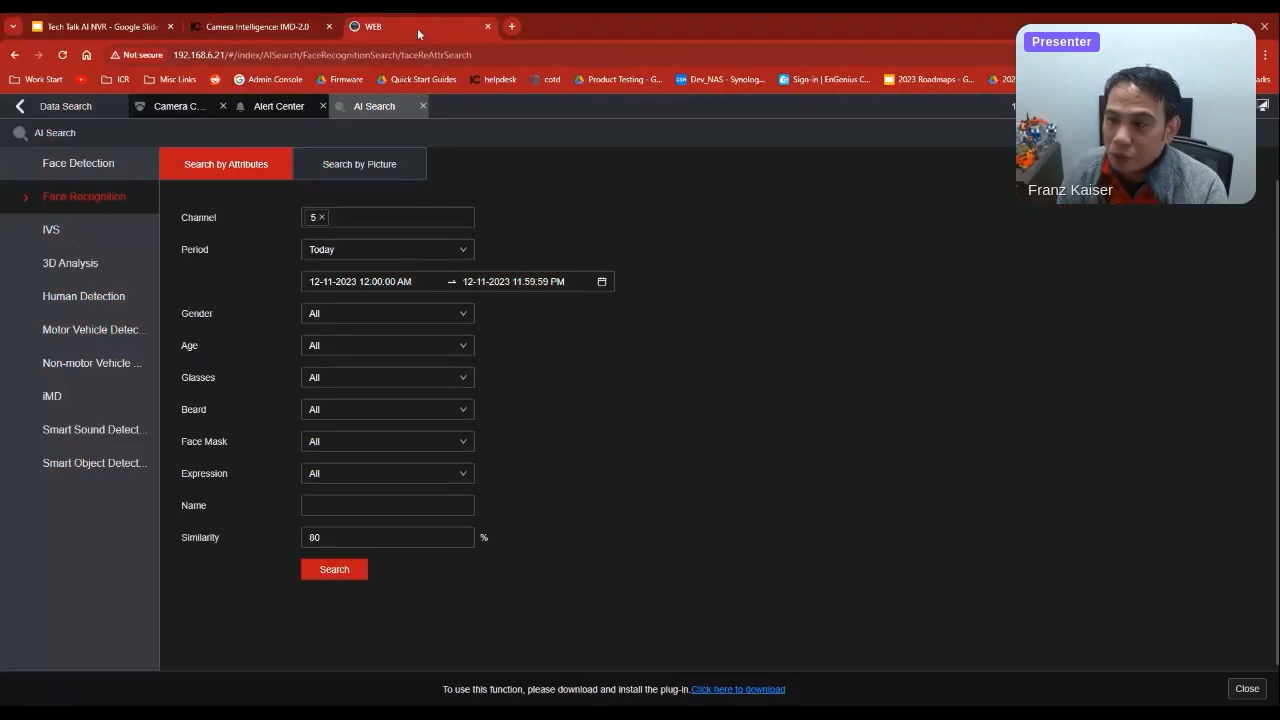 Tech Talk AI NVR - Google Slide
Camera Intelligence: IMD-2.0
WEB
Not secure
192.168.6.21/#/index/AISearch/FaceRecognitionSearch/faceReAttrSearch
Work Start
ICR
Misc Links
Admin Console
Firmware
Quick Start Guides
helpdesk
cotd
Product Testing - G...
Dev_NAS - Synolog...
Sign-in | EnGenius C...
2023 Roadmaps - G...
Data Search
Camera C...
Alert Center
AI Search
AI Search
Face Detection
Face Recognition
IVS
3D Analysis
Human Detection
Motor Vehicle Detec...
Non-motor Vehicle ...
iMD
Smart Sound Detect...
Smart Object Detect...
Search by Attributes
Search by Picture
Channel
5
Period
Today
12-11-2023 12:00:00 AM
12-11-2023 11:59:59 PM
Gender
All
Age
All
Glasses
All
Beard
All
Face Mask
All
Expression
All
Name
Similarity
80
%
Search
To use this function, please download and install the plug-in.Click here to download
Close
Presenter
Franz Kaiser